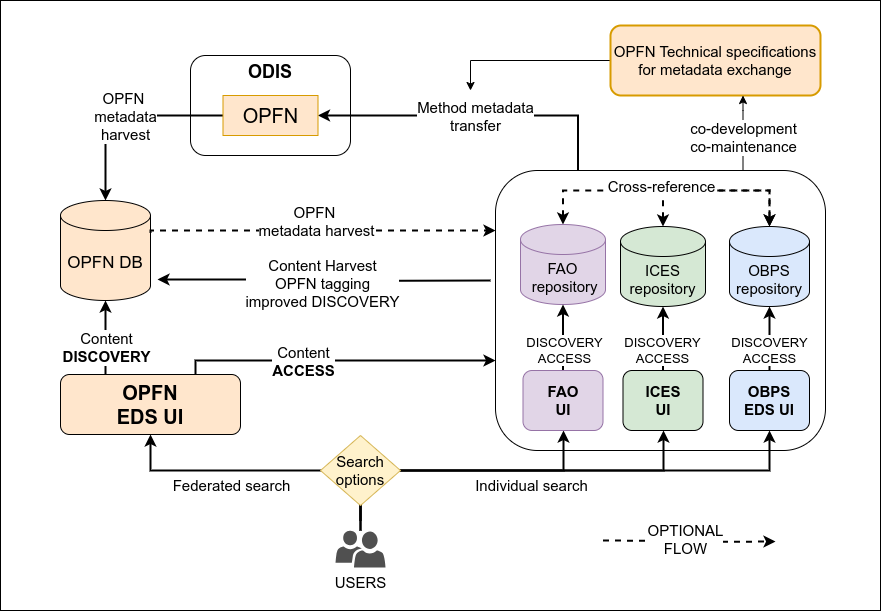 OPFN Technical specifications
for metadata exchange
ODIS
OPFN
OPFN
metadata
harvest
Method metadata
transfer
co-development
co-maintenance
Cross-reference
OPFN
metadata harvest
OPFN DB
FAO
repository
ICES
repository
OBPS
repository
Content Harvest
OPFN tagging
improved DISCOVERY
Content
DISCOVERY
Content
ACCESS
DISCOVERY
ACCESS
DISCOVERY
ACCESS
DISCOVERY
ACCESS
OPFN
EDS UI
FAO
UI
ICES
UI
OBPS
EDS UI
Search
options
Federated search
Individual search
OPTIONAL
FLOW
USERS